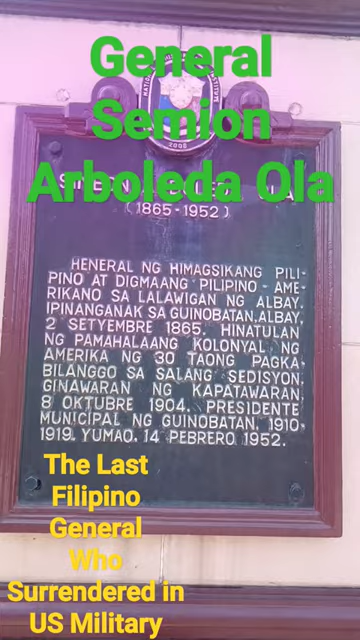 General
Semion
Arboleda Ola
2002
(1865-1952)
HENERAL NG HIMAGSIKANG PILI-
PINO AT DIGMAANG PILIPINO - AME-
RIKANO SA LALAWIGAN NG ALBAY.
IPINANGANAK SA GUINOBATAN, ALBAY,
2 SETYEMBRE 1865. HINATULAN
NG PAMAHALAANG KOLONYAL NG
AMERIKA NG 30 TAONG PAGKA-
BILANGGO SA SALANG SEDISYON.
GINAWARAN NG KAPATAWARAN,
8 OKTUBRE 1904. PRESIDENTE
MUNICIPAL NG GUINOBATAN, 1910,
1919. YUMAO, 14 PEBRERO 1952.
The Last
Filipino
General
Who
Surrendered in
US Military